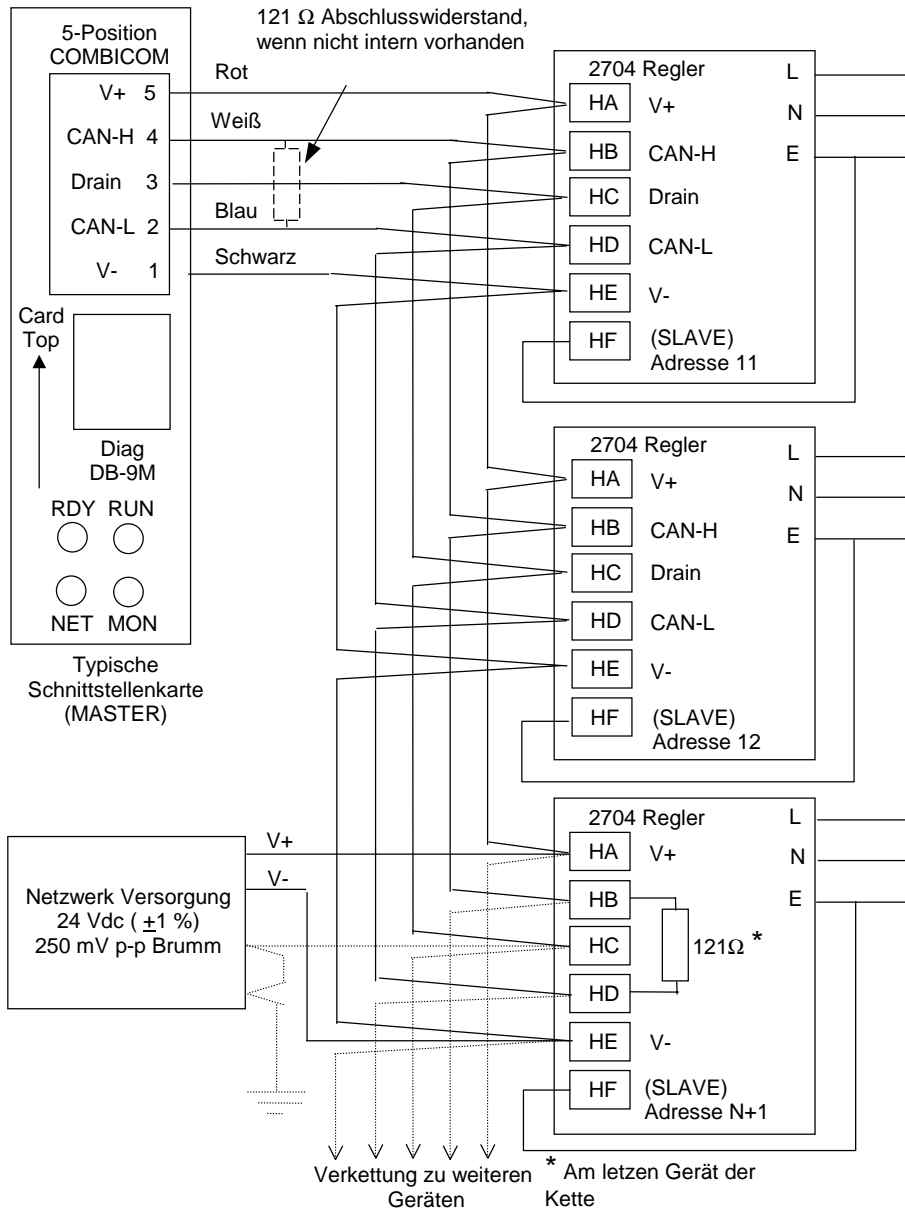 121 Ω Abschlusswiderstand,
wenn nicht intern vorhanden
5-Position
COMBICOM
V+ 5
CAN-H 4
Drain 3
CAN-L 2
V- 1
Rot
Weiß
Blau
Schwarz
Card
Top
Diag
DB-9M
RDY RUN
NET MON
Typische
Schnittstellenkarte
(MASTER)
2704 Regler
L
N
E
HA V+
HB CAN-H
HC Drain
HD CAN-L
HE V-
HF (SLAVE)
Adresse 11
2704 Regler
L
N
E
HA V+
HB CAN-H
HC Drain
HD CAN-L
HE V-
HF (SLAVE)
Adresse 12
Netzwerk Versorgung
24 Vdc ( ±1 %)
250 mV p-p Brumm
V+
V-
2704 Regler
L
N
E
HA V+
HB
HC
HD
121Ω *
HE V-
HF (SLAVE)
Adresse N+1
Verkettung zu weiteren
Geräten
* Am letzen Gerät der
Kette